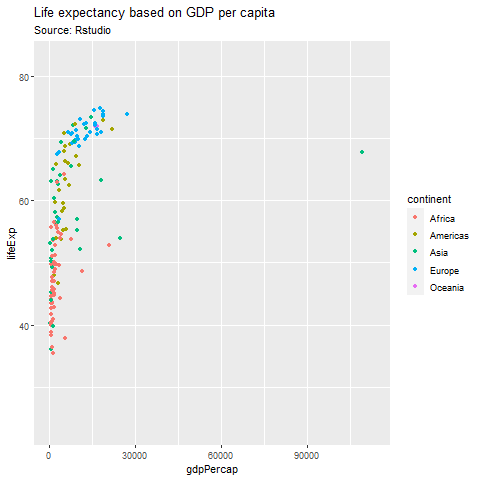 Life expectancy based on GDP per capita
Source: Rstudio
80
60
40
lifeExp
0 30000 60000 90000
gdpPercap
continent
Africa
Americas
Asia
Europe
Oceania